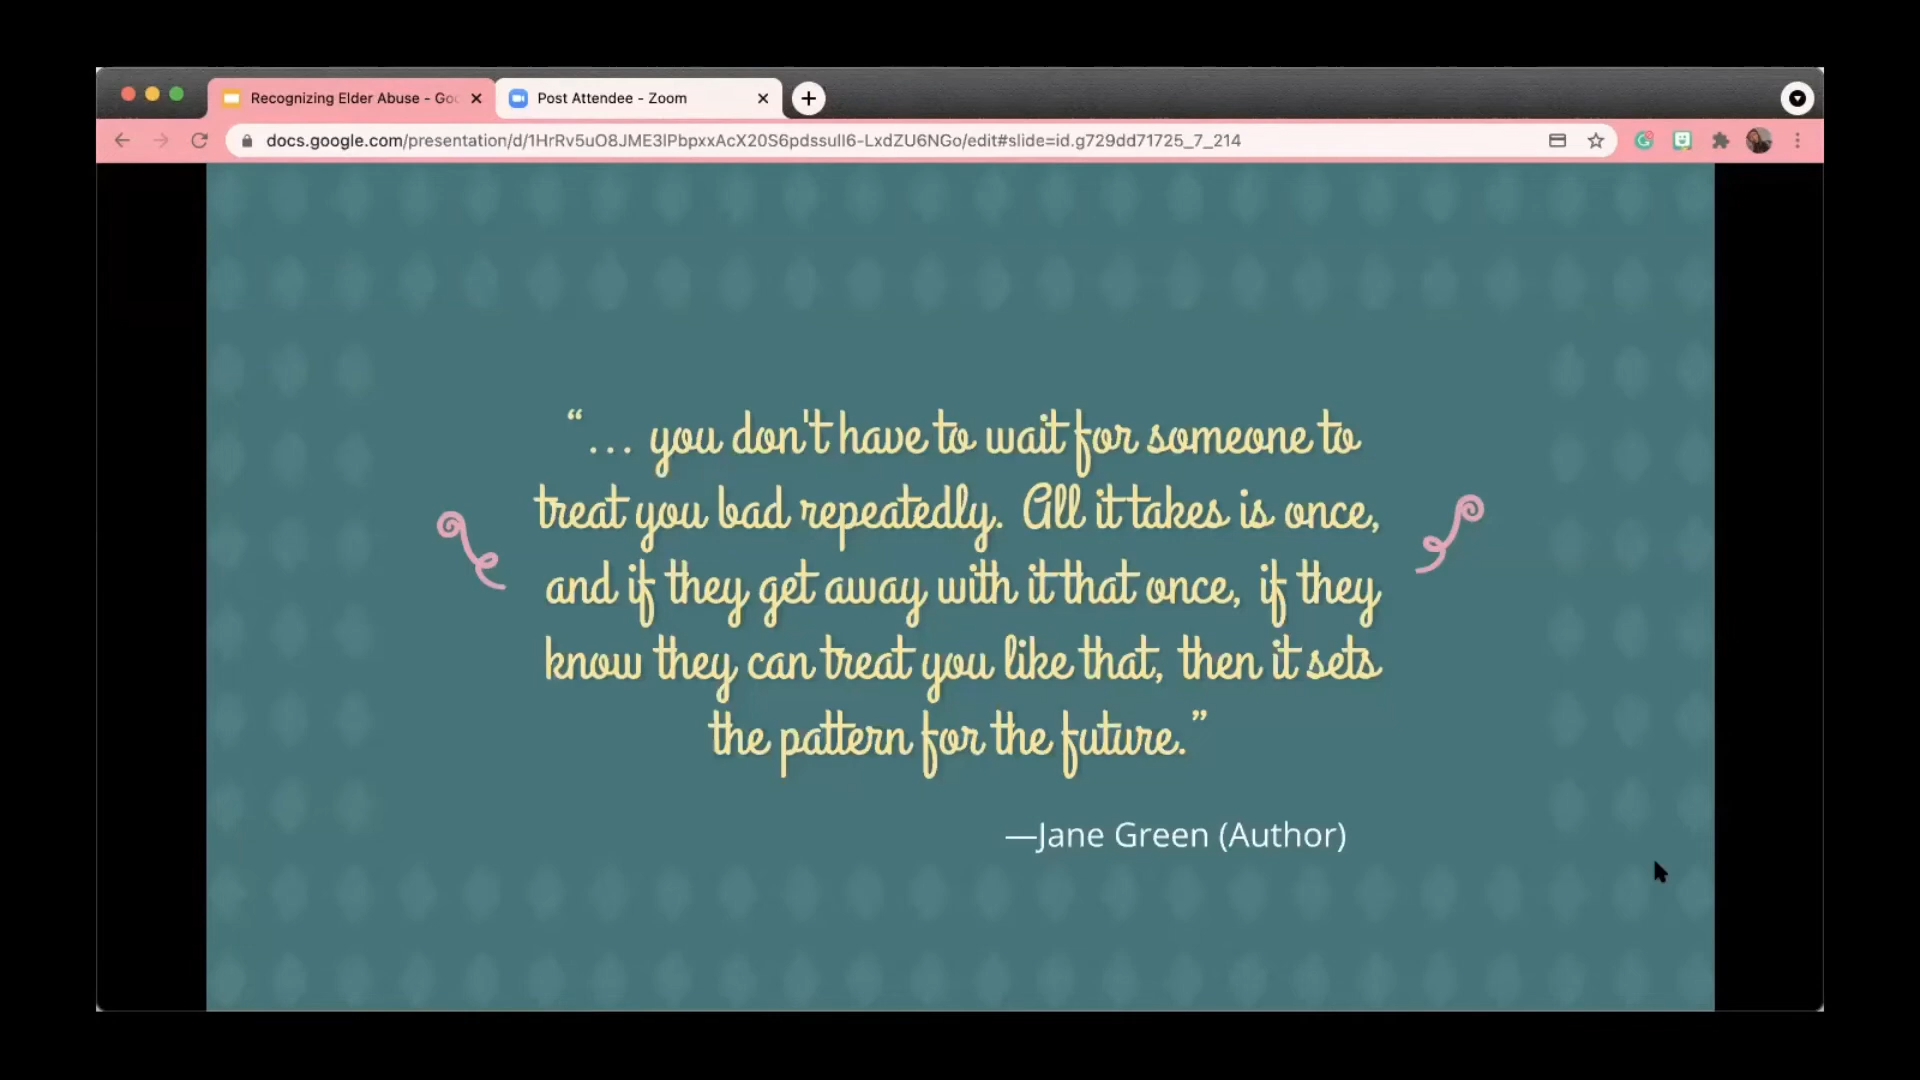 Recognizing Elder Abuse - Goo
Post Attendee - Zoom
docs.google.com/presentation/d/1HrRv5uO8JME3lPbpxxAcX20S6pdssull6-LxdZU6NGo/edit#slide=id.g729dd71725_7_214
“... you don't have to wait for someone to
treat you bad repeatedly. All it takes is once,
and if they get away with it that once, if they
know they can treat you like that, then it sets
the pattern for the future.”
—Jane Green (Author)